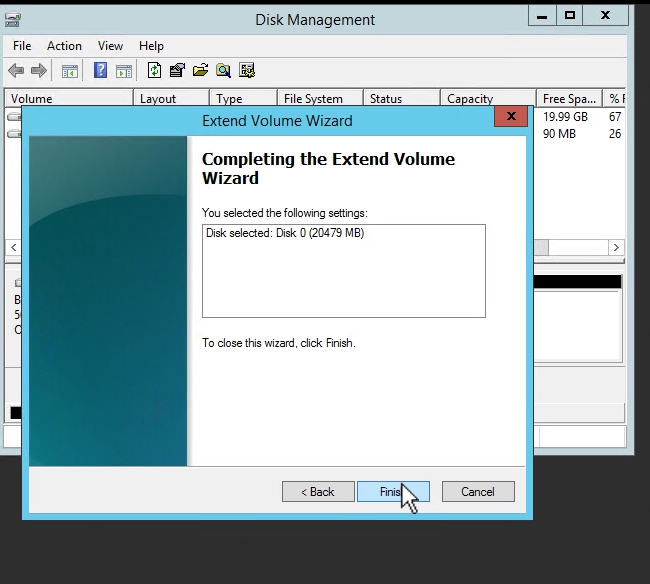 Disk Management
File Action View Help
Volume Layout Type File System Status Capacity Free Spa... %
19.99 GB 67
90 MB 26
Extend Volume Wizard
Completing the Extend Volume
Wizard
You selected the following settings:
Disk selected: Disk 0 (20479 MB)
To close this wizard, click Finish.
< Back Finish Cancel